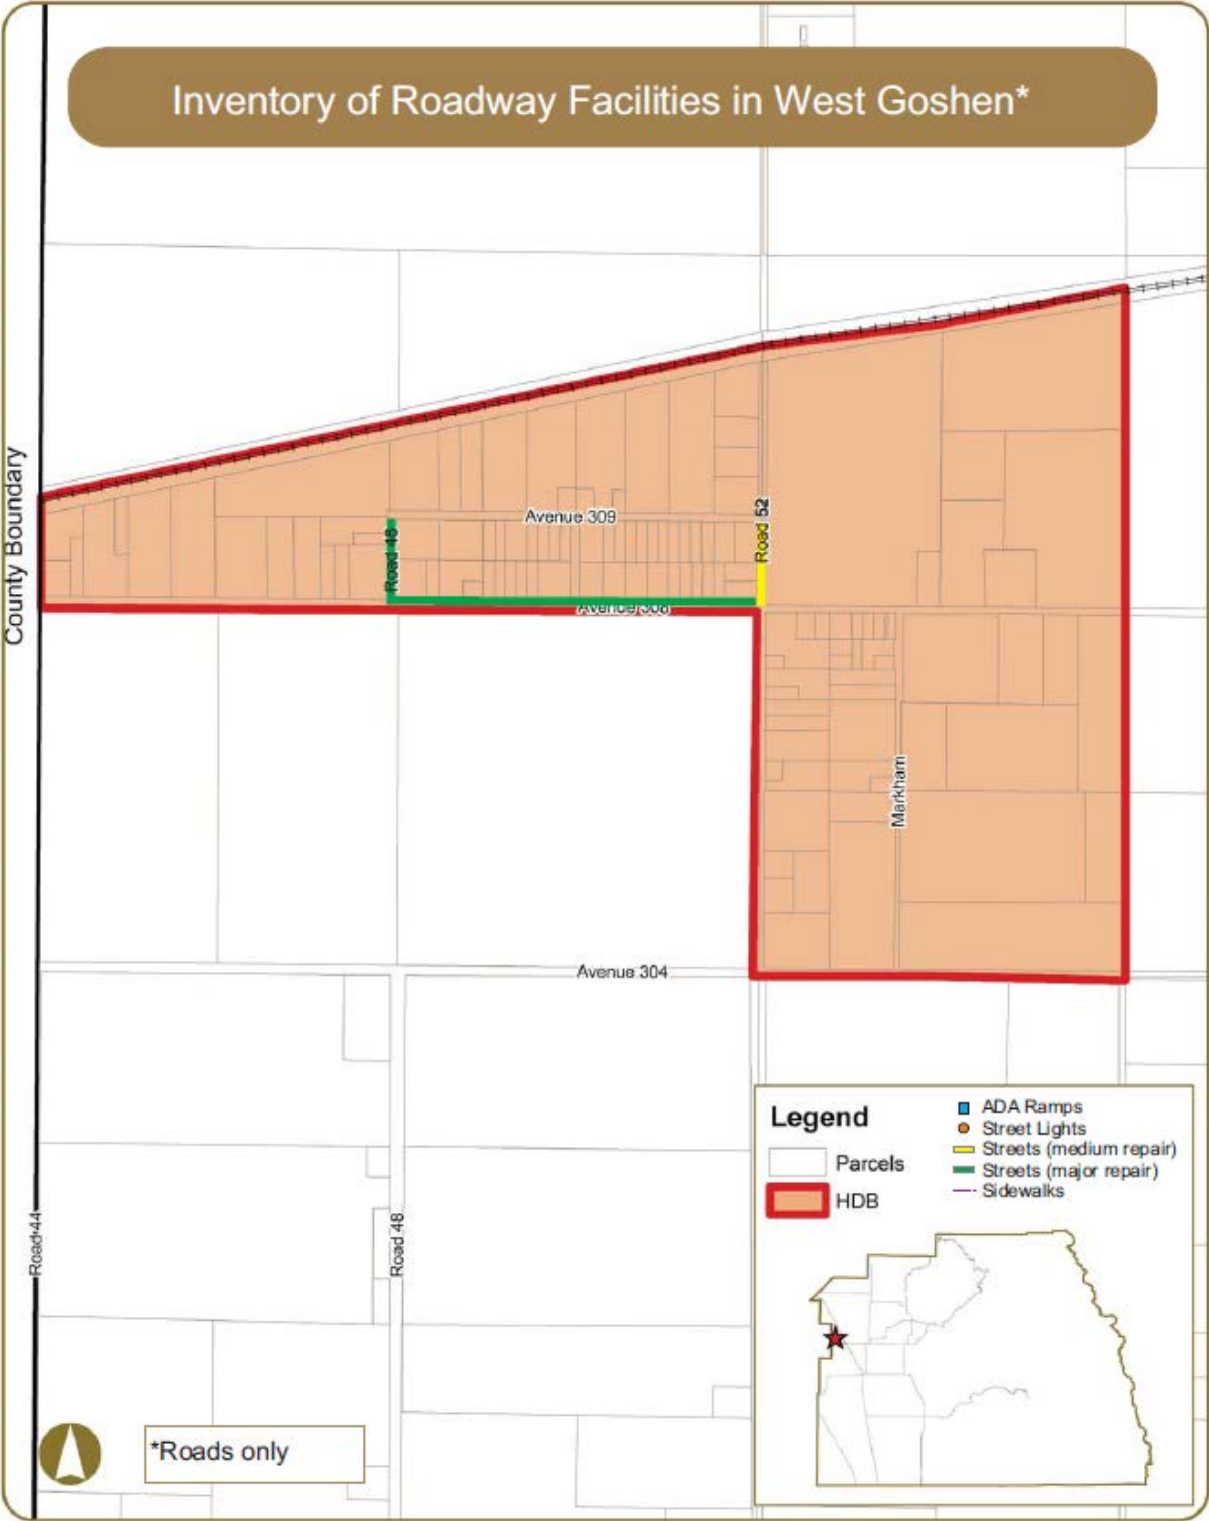 Inventory of Roadway Facilities in West Goshen*
County Boundary
Avenue 309
Road 52
Road 48
Avenue 308
Markham
Avenue 304
Road 44
Road 48
Legend
Parcels
HDB
ADA Ramps
Street Lights
Streets (medium repair)
Streets (major repair)
Sidewalks
*Roads only